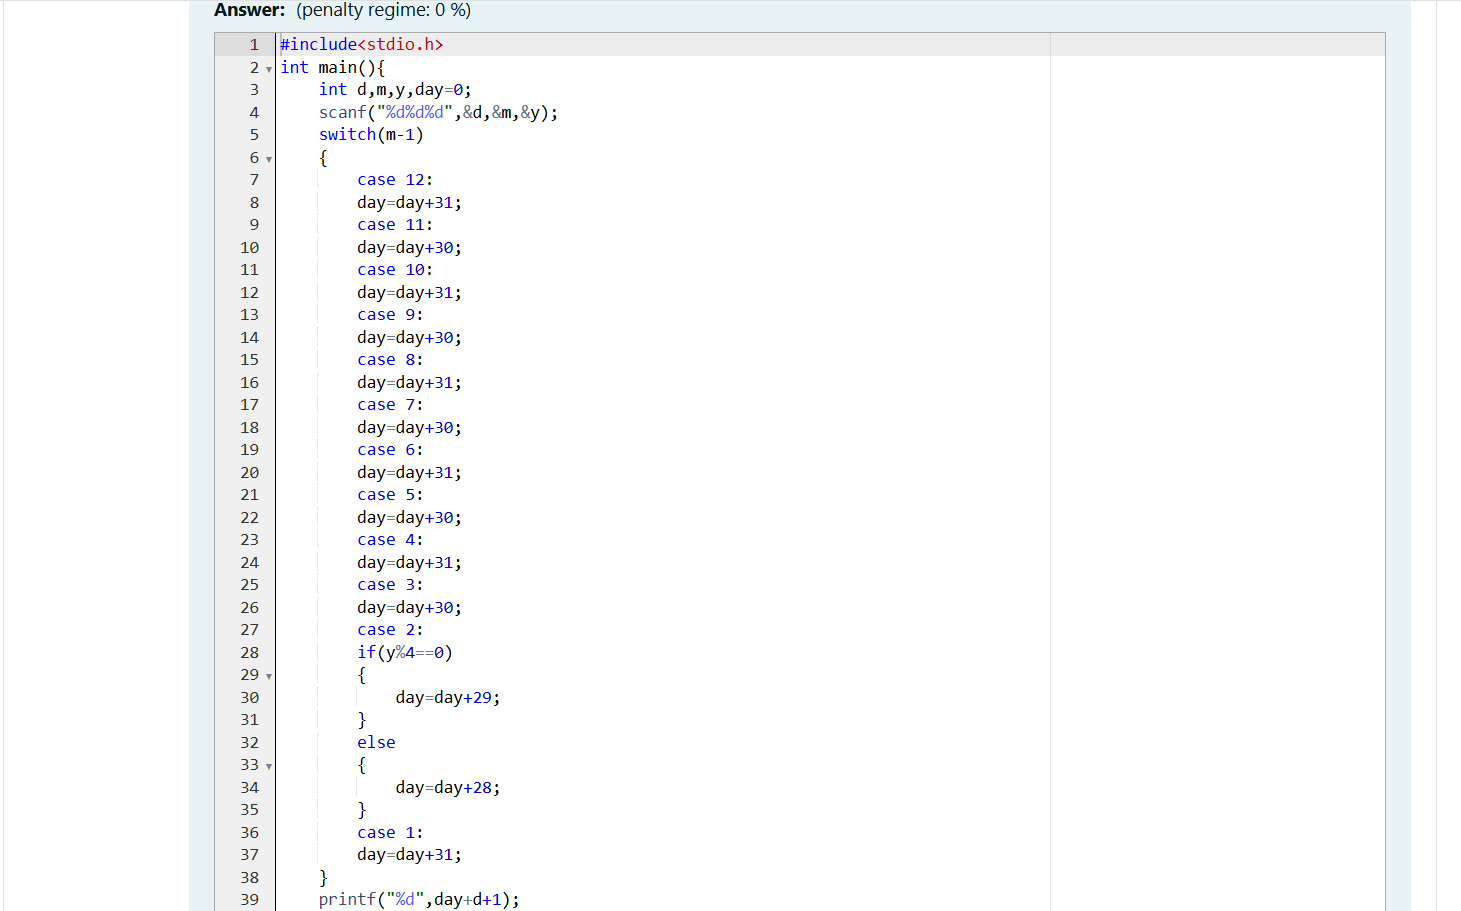 Answer: (penalty regime: 0 %)
1 #include<stdio.h>
2 int main(){
3 int d,m,y,day=0;
4 scanf("%d%d%d",&d,&m,&y);
5 switch(m-1)
6 {
7 case 12:
8 day=day+31;
9 case 11:
10 day=day+30;
11 case 10:
12 day=day+31;
13 case 9:
14 day=day+30;
15 case 8:
16 day=day+31;
17 case 7:
18 day=day+30;
19 case 6:
20 day=day+31;
21 case 5:
22 day=day+30;
23 case 4:
24 day=day+31;
25 case 3:
26 day=day+30;
27 case 2:
28 if(y%4==0)
29 {
30 day=day+29;
31 }
32 else
33 {
34 day=day+28;
35 }
36 case 1:
37 day=day+31;
38 }
39 printf("%d",day+d+1);